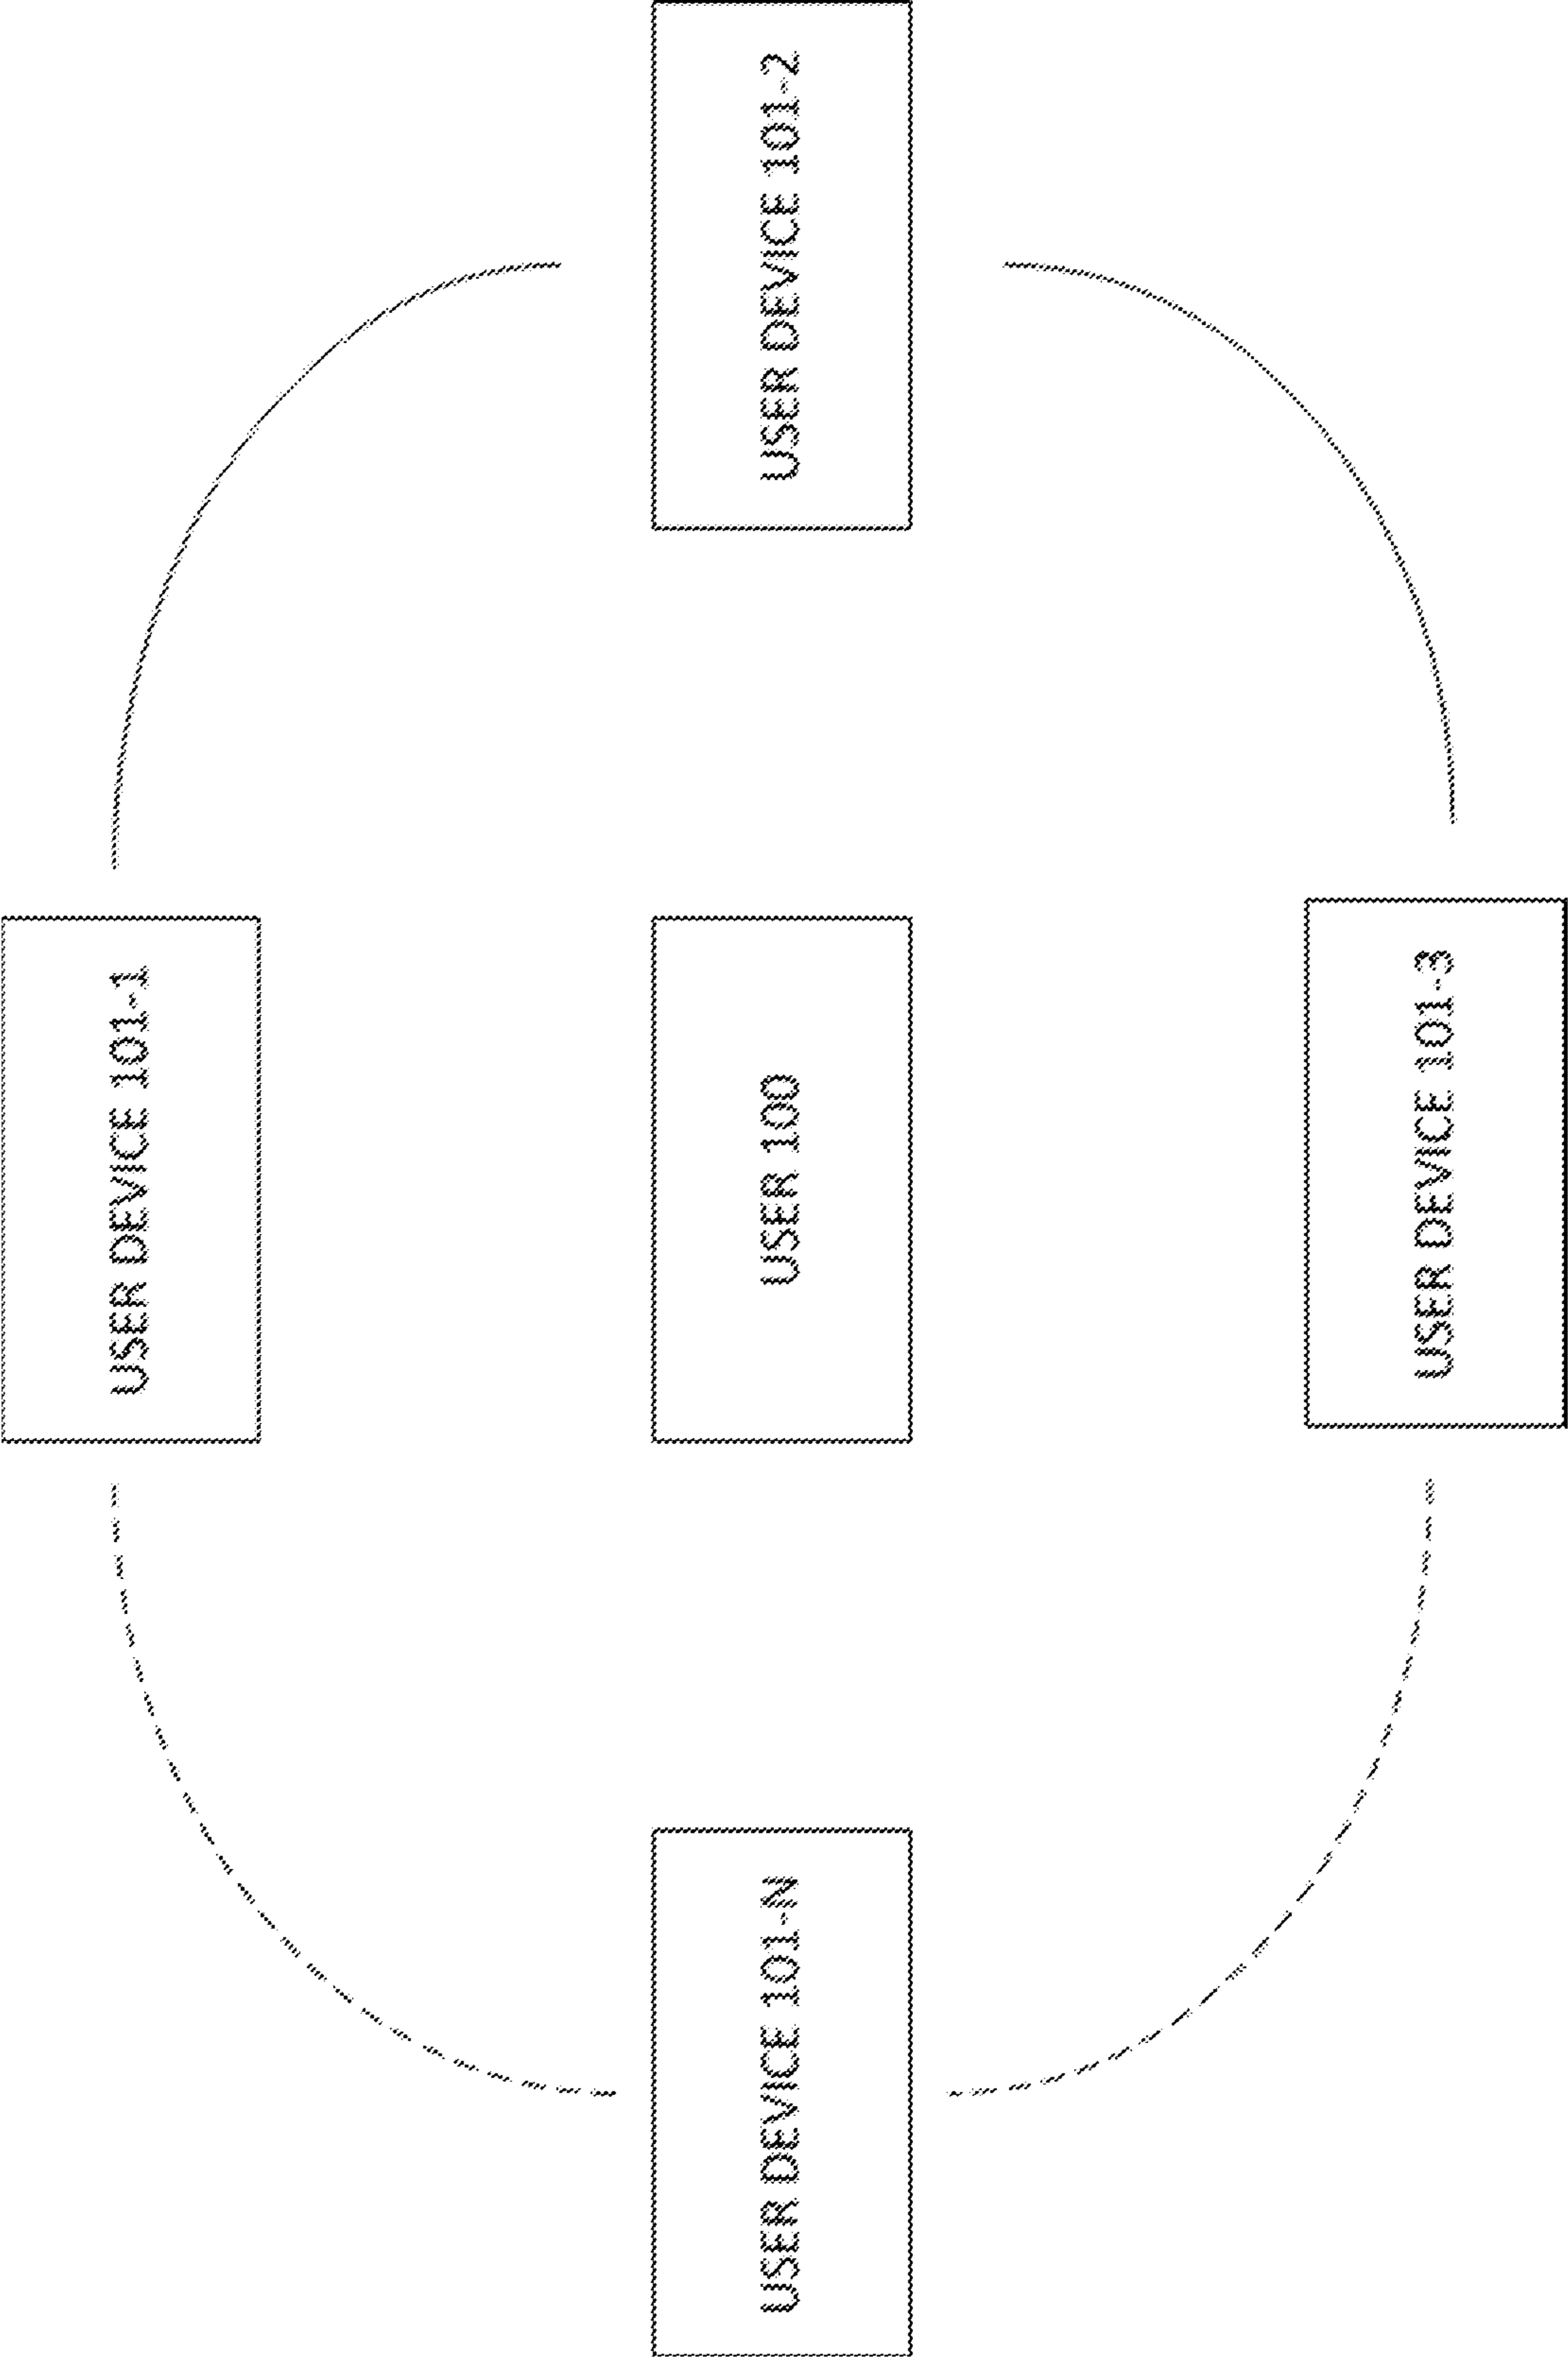 USER DEVICE 101-1
USER DEVICE 101-N
USER 100
USER DEVICE 101-2
USER DEVICE 101-3